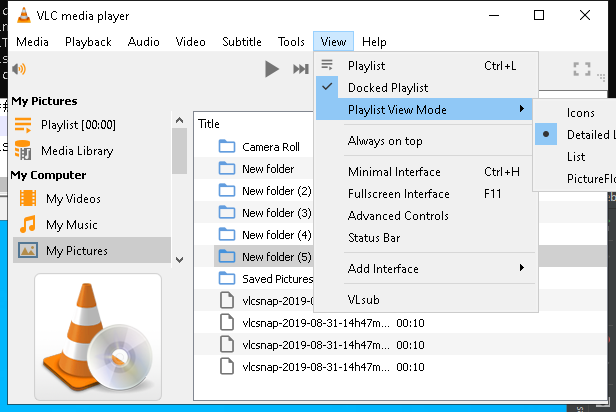 VLC media player
Media Playback Audio Video Subtitle Tools View Help
Playlist Ctrl+L
Docked Playlist
Playlist View Mode
Always on top
Minimal Interface Ctrl+H
Fullscreen Interface F11
Advanced Controls
Status Bar
Add Interface
VLsub
Icons
Detailed L
List
PictureFlo
My Pictures
Playlist [00:00]
Media Library
My Computer
My Videos
My Music
My Pictures
Title
Camera Roll
New folder
New folder (2)
New folder (3)
New folder (4)
New folder (5)
Saved Pictures
vlcsnap-2019-08-3
vlcsnap-2019-08-31-14h47m... 00:10
vlcsnap-2019-08-31-14h47m... 00:10
vlcsnap-2019-08-31-14h47m... 00:10